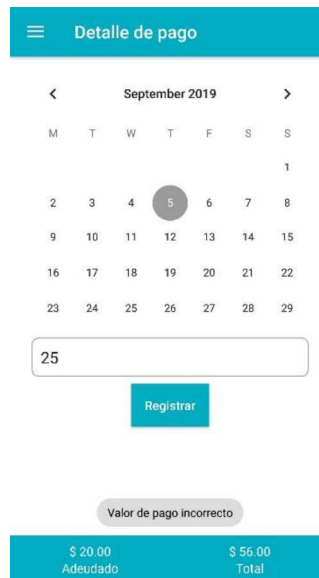 Detalle de pago
September 2019
M T W T F S S
1
2 3 4 5 6 7 8
9 10 11 12 13 14 15
16 17 18 19 20 21 22
23 24 25 26 27 28 29
25
Registrar
Valor de pago incorrecto
$ 20.00 $ 56.00
Adeudado Total